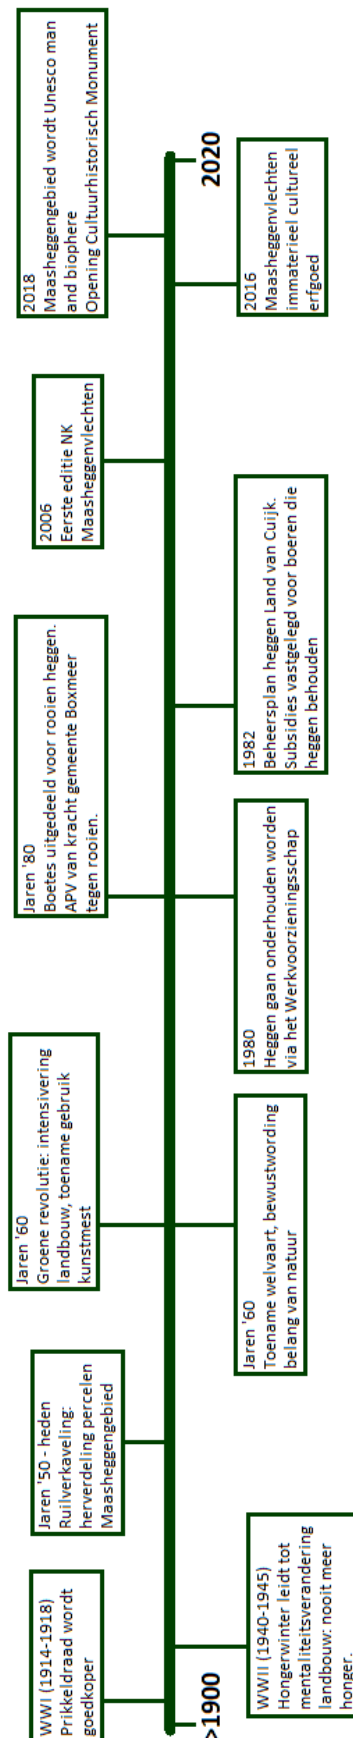 WWI (1914-1918)
Prikkeldraad wordt
goedkoper
Jaren '50 - heden
Ruilverkaveling:
herverdeling percelen
Maasheggengebied
Jaren '60
Groene revolutie: intensivering
landbouw, toename gebruik
kunstmest
Jaren '80
Boetes uitgedeeld voor rooien heggen.
APV van kracht gemeente Boxmeer
tegen rooien.
2006
Eerste editie NK
Maasheggenvlechten
2018
Maasheggengebied wordt Unesco man
and biophere
Opening Cultuurhistorisch Monument
>1900
2020
WWII (1940-1945)
Hongerwinter leidt tot
mentaliteitsverandering
landbouw: nooit meer
honger.
Jaren '60
Toename welvaart, bewustwording
belang van natuur
1980
Heggen gaan onderhouden worden
via het Werkvoorzieningsschap
1982
Beheersplan heggen Land van Cuijk.
Subsidies vastgelegd voor boeren die
heggen behouden
2016
Maasheggenvlechten
immaterieel cultureel
erfgoed